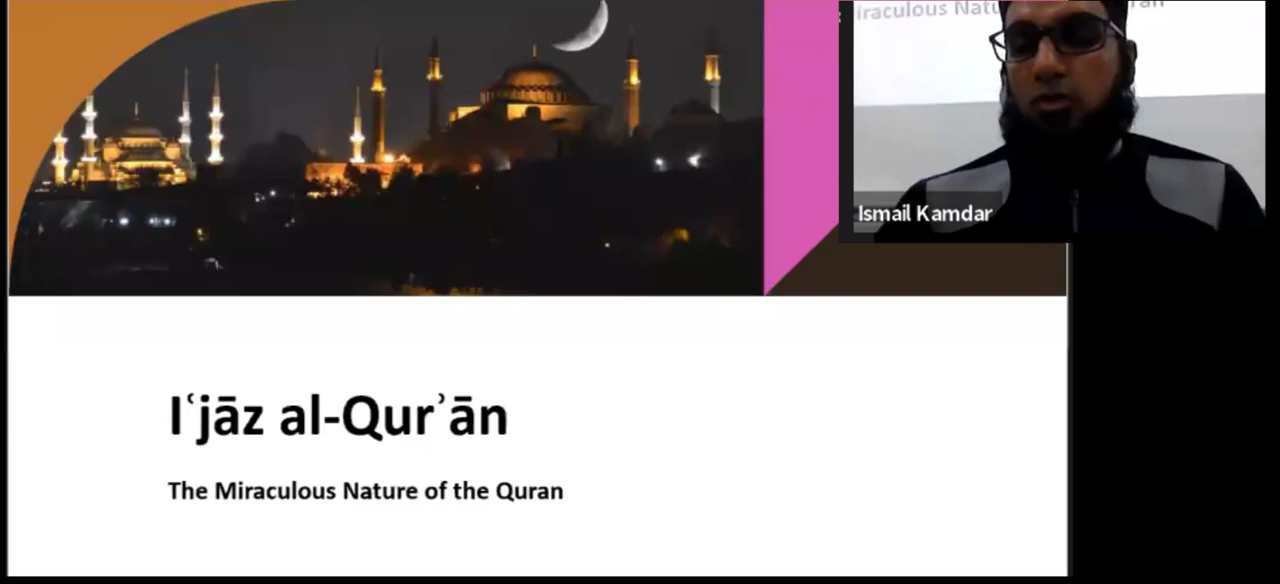 Iʿjāz al-Qurʾān
The Miraculous Nature of the Quran
Ismail Kamdar